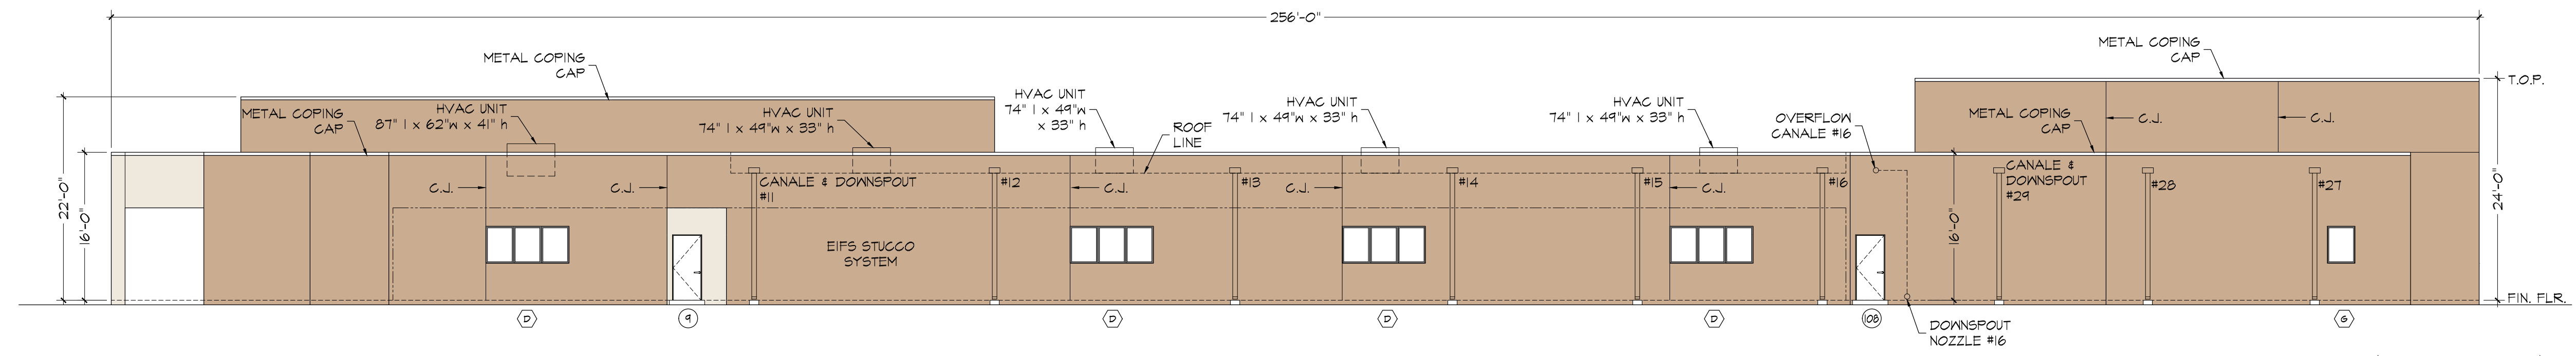 256'-0"
METAL COPING
CAP
METAL COPING
CAP
T.O.P.
METAL COPING
CAP
HVAC UNIT
87" l x 62"w x 41" h
HVAC UNIT
74" l x 49"w x 33" h
HVAC UNIT
74" l x 49"w
x 33" h
ROOF
LINE
HVAC UNIT
74" l x 49"w x 33" h
HVAC UNIT
74" l x 49"w x 33" h
OVERFLOW
CANALE #16
METAL COPING
CAP
C.J.
C.J.
22'-0"
16'-0"
C.J.
C.J.
CANALE & DOWNSPOUT
#11
#12
C.J.
#13
C.J.
#14
#15
C.J.
#16
CANALE &
DOWNSPOUT
#29
#28
#27
16'-0"
24'-0"
EIFS STUCCO
SYSTEM
FIN. FLR.
D
9
D
D
D
108
G
DOWNSPOUT
NOZZLE #16